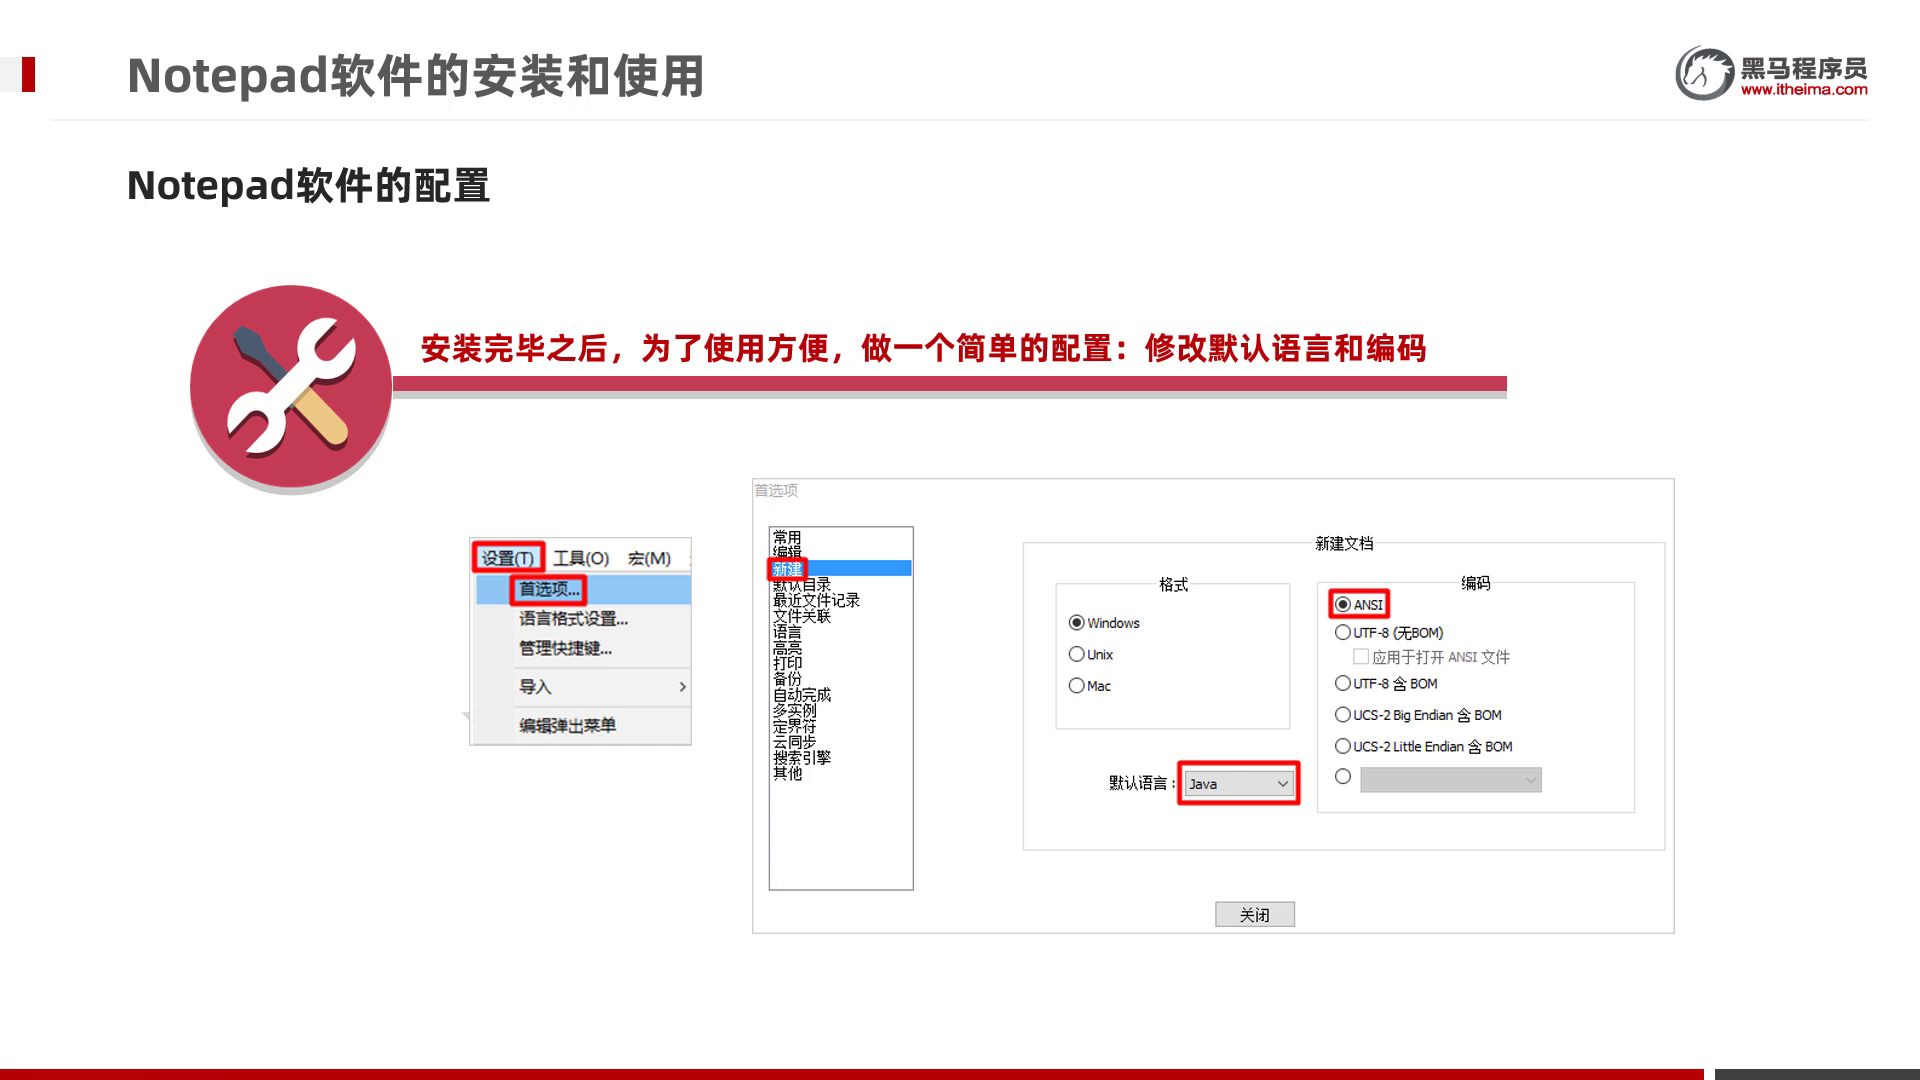 Notepad软件的安装和使用
黑马程序员
www.itheima.com
Notepad软件的配置
安装完毕之后，为了使用方便，做一个简单的配置：修改默认语言和编码
设置(T) 工具(O) 宏(M)
首选项...
语言格式设置...
管理快捷键...
导入
编辑弹出菜单
首选项
常用
编辑
新建
默认目录
最近文件记录
文件关联
语言
高亮
打印
备份
自动完成
多实例
定界符
云同步
搜索引擎
其他
新建文档
格式
Windows
Unix
Mac
默认语言：
Java
编码
ANSI
UTF-8 (无BOM)
应用于打开 ANSI 文件
UTF-8 含 BOM
UCS-2 Big Endian 含 BOM
UCS-2 Little Endian 含 BOM
关闭